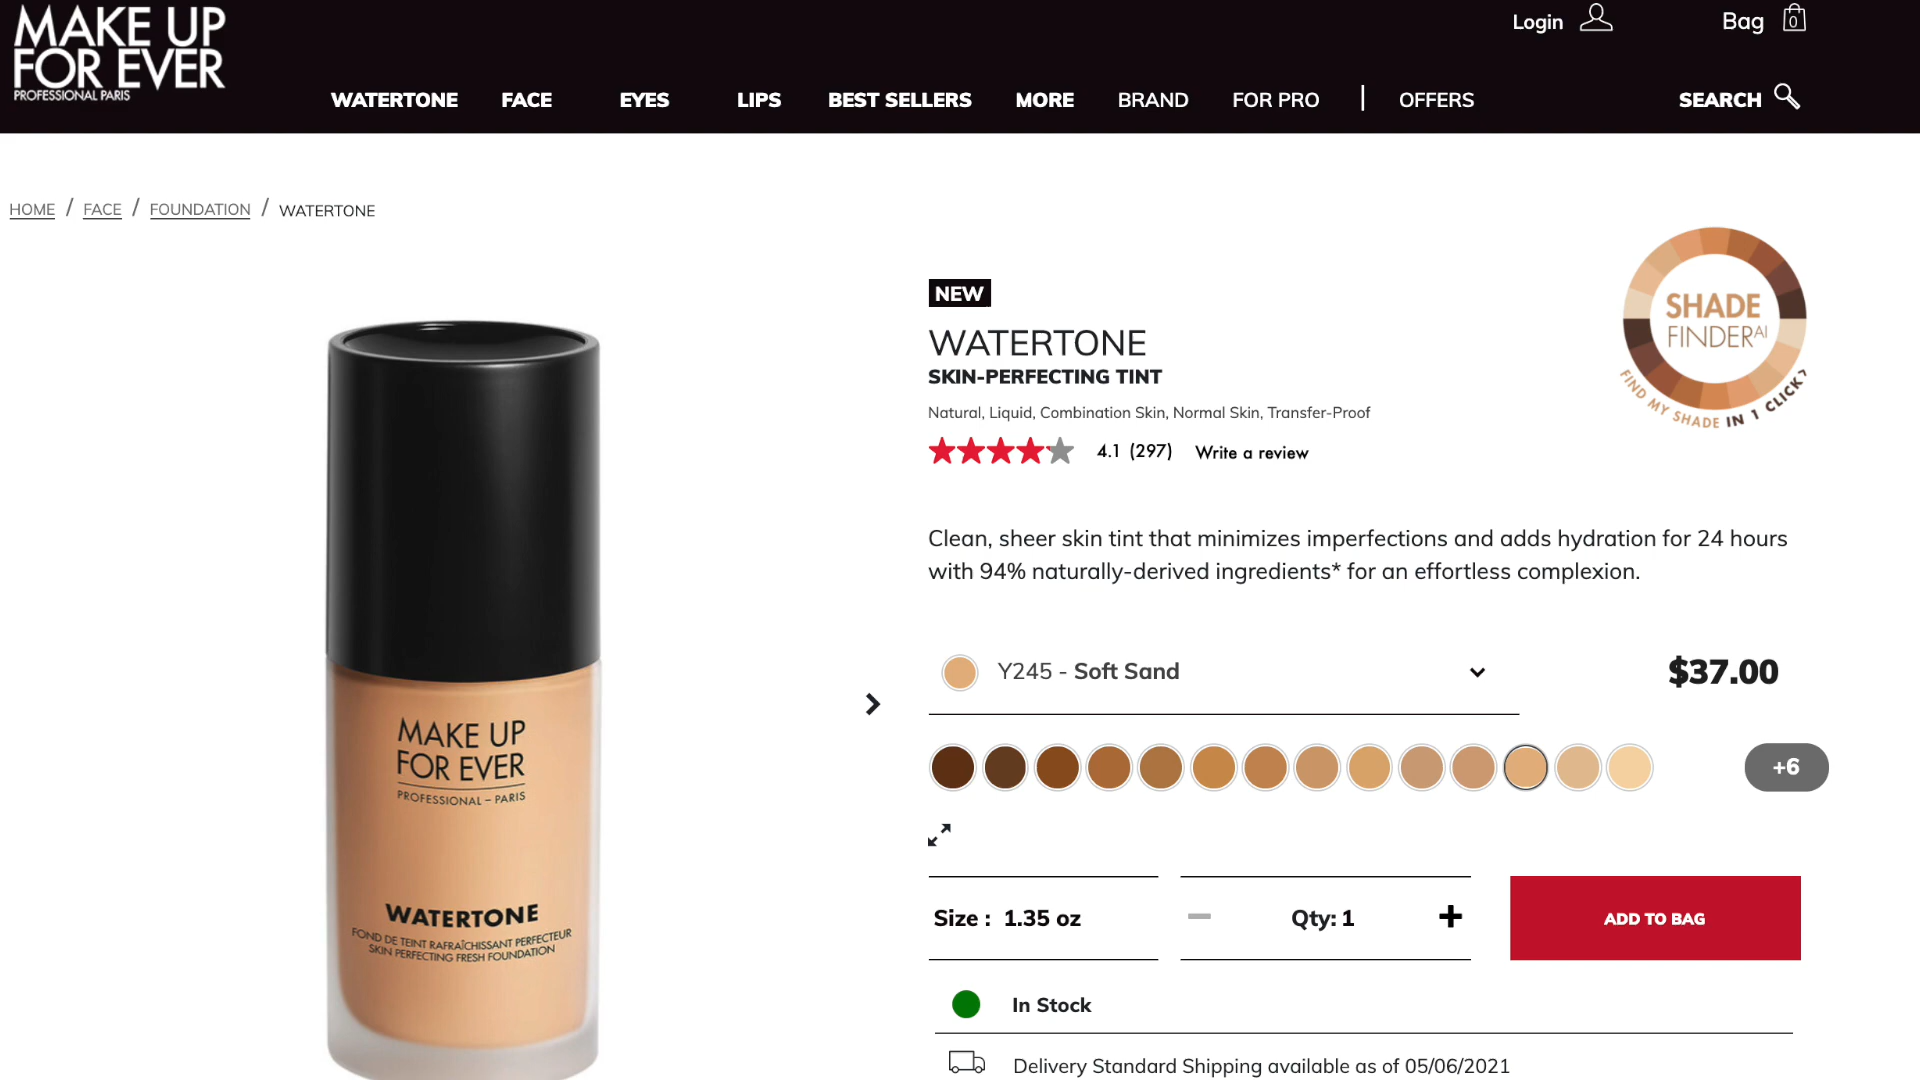 MAKE UP
FOR EVER
PROFESSIONAL PARIS
Login
Bag
0
WATERTONE FACE EYES LIPS BEST SELLERS MORE BRAND FOR PRO | OFFERS
SEARCH
HOME / FACE / FOUNDATION / WATERTONE
SHADE
FINDER AI
FIND MY SHADE IN 1 CLICK >
NEW
WATERTONE
SKIN-PERFECTING TINT
Natural, Liquid, Combination Skin, Normal Skin, Transfer-Proof
4.1 (297) Write a review
Clean, sheer skin tint that minimizes imperfections and adds hydration for 24 hours
with 94% naturally-derived ingredients* for an effortless complexion.
Y245 - Soft Sand
$37.00
+6
Size : 1.35 oz
Qty: 1
ADD TO BAG
In Stock
Delivery Standard Shipping available as of 05/06/2021
MAKE UP
FOR EVER
PROFESSIONAL – PARIS
WATERTONE
FOND DE TEINT RAFRAÎCHISSANT PERFECTEUR
SKIN PERFECTING FRESH FOUNDATION